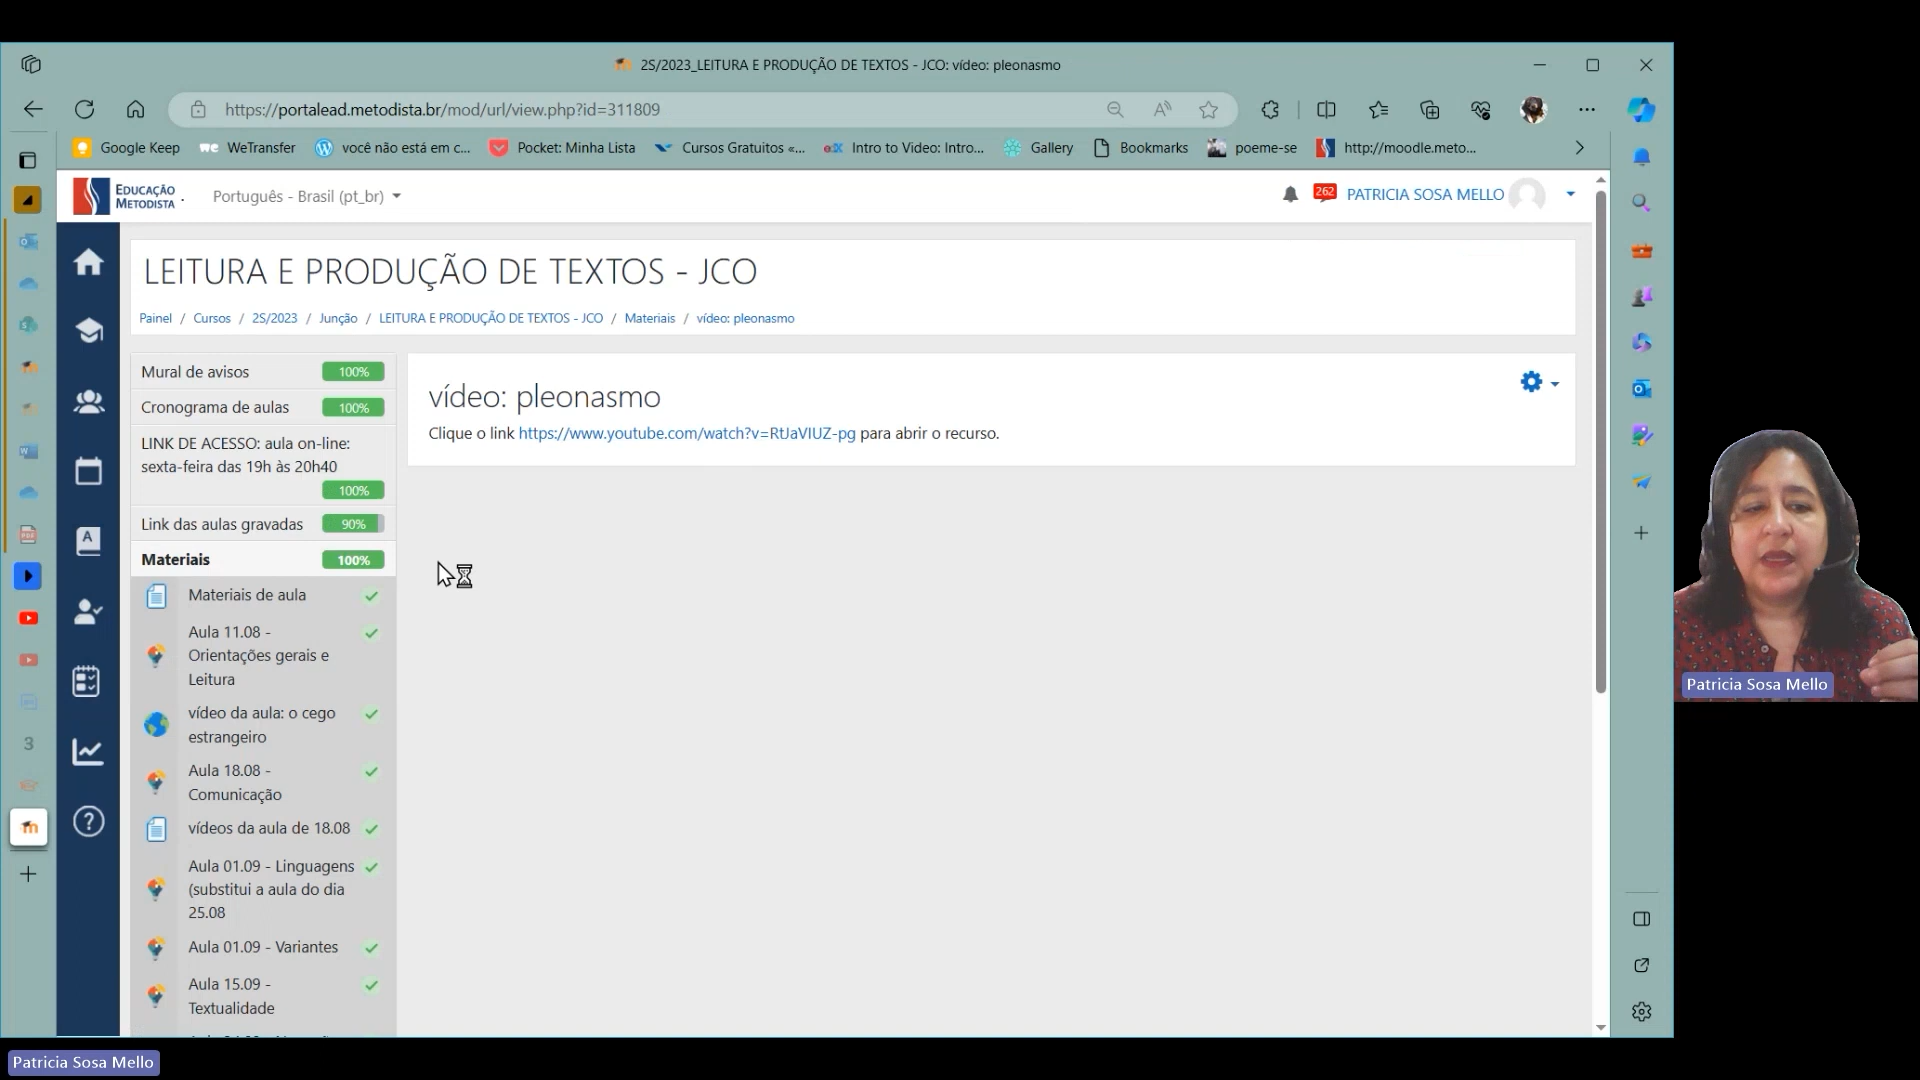 2S/2023_LEITURA E PRODUÇÃO DE TEXTOS - JCO: vídeo: pleonasmo
https://portalead.metodista.br/mod/url/view.php?id=311809
Google Keep
WeTransfer
você não está em c...
Pocket: Minha Lista
Cursos Gratuitos «...
Intro to Video: Intro...
Gallery
Bookmarks
poeme-se
http://moodle.meto...
EDUCAÇÃO
METODISTA
Português - Brasil (pt_br)
262
PATRICIA SOSA MELLO
LEITURA E PRODUÇÃO DE TEXTOS - JCO
Painel / Cursos / 2S/2023 / Junção / LEITURA E PRODUÇÃO DE TEXTOS - JCO / Materiais / vídeo: pleonasmo
Mural de avisos 100%
Cronograma de aulas 100%
LINK DE ACESSO: aula on-line:
sexta-feira das 19h às 20h40
100%
Link das aulas gravadas 90%
Materiais 100%
Materiais de aula
Aula 11.08 -
Orientações gerais e
Leitura
vídeo da aula: o cego
estrangeiro
Aula 18.08 -
Comunicação
vídeos da aula de 18.08
Aula 01.09 - Linguagens
(substitui a aula do dia
25.08
Aula 01.09 - Variantes
Aula 15.09 -
Textualidade
vídeo: pleonasmo
Clique o link https://www.youtube.com/watch?v=RtJaVIUZ-pg para abrir o recurso.
3
Patricia Sosa Mello
Patricia Sosa Mello